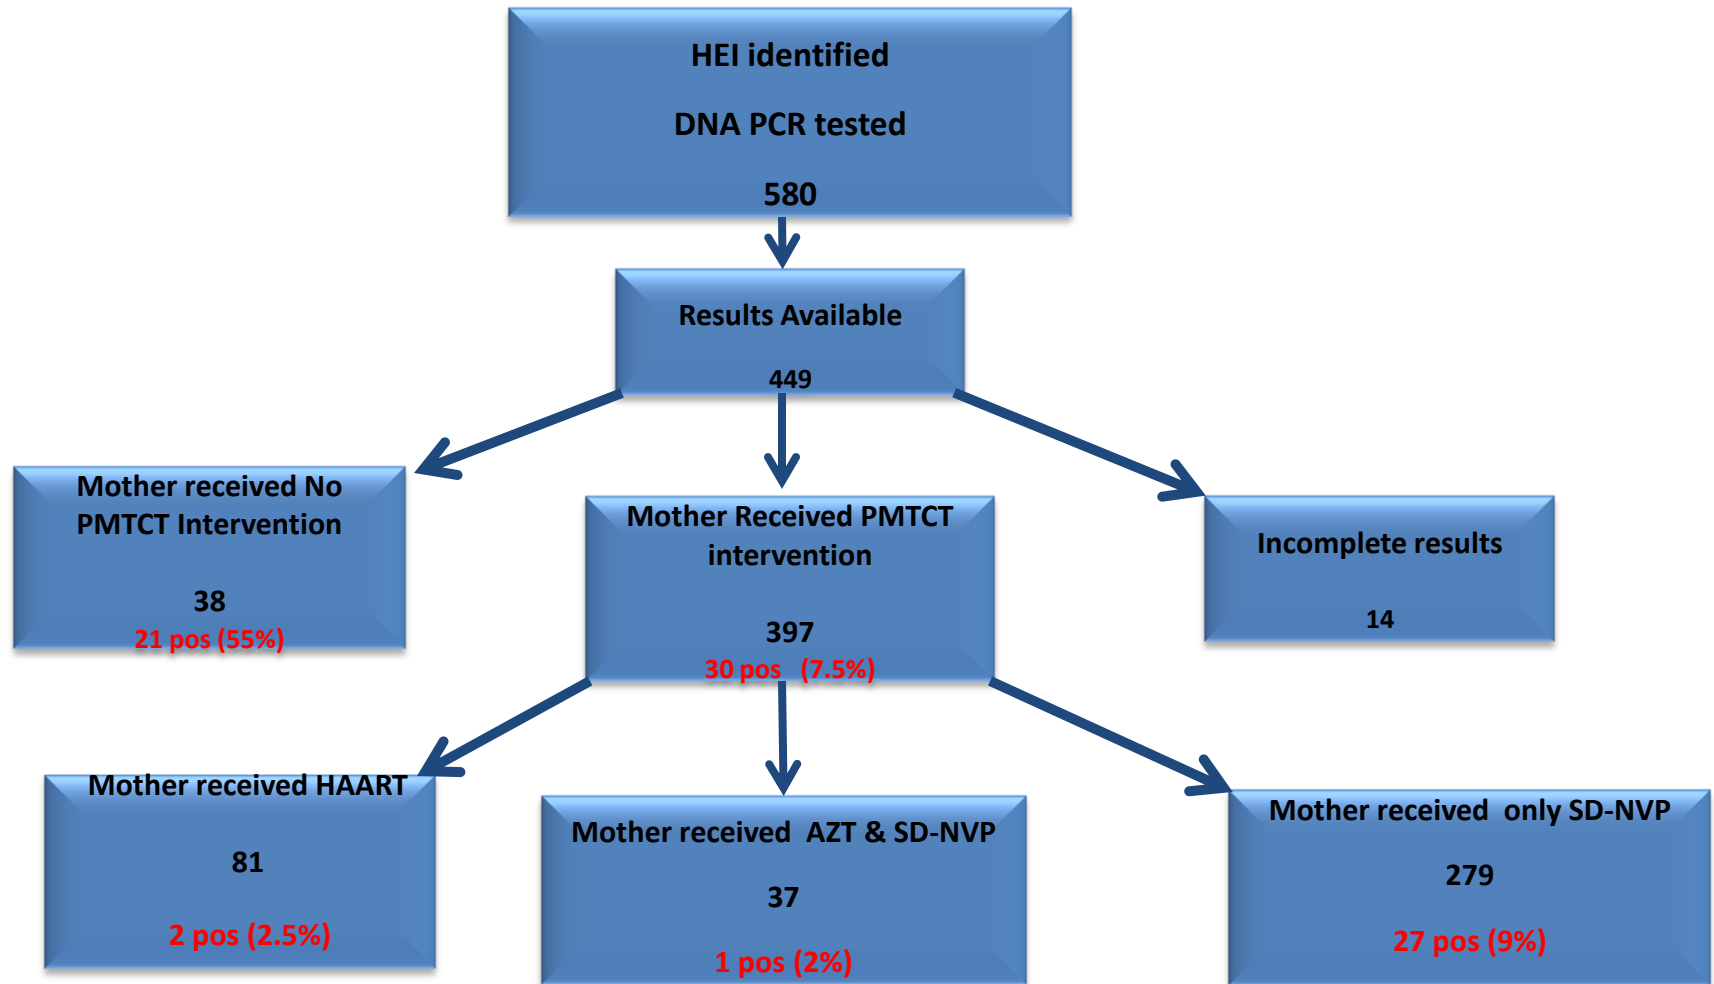 HEI identified
DNA PCR tested
580
Results Available
449
Mother received No
PMTCT Intervention
38
21 pos (55%)
Mother Received PMTCT
intervention
397
30 pos (7.5%)
Incomplete results
14
Mother received HAART
81
2 pos (2.5%)
Mother received AZT & SD-NVP
37
1 pos (2%)
Mother received only SD-NVP
279
27 pos (9%)